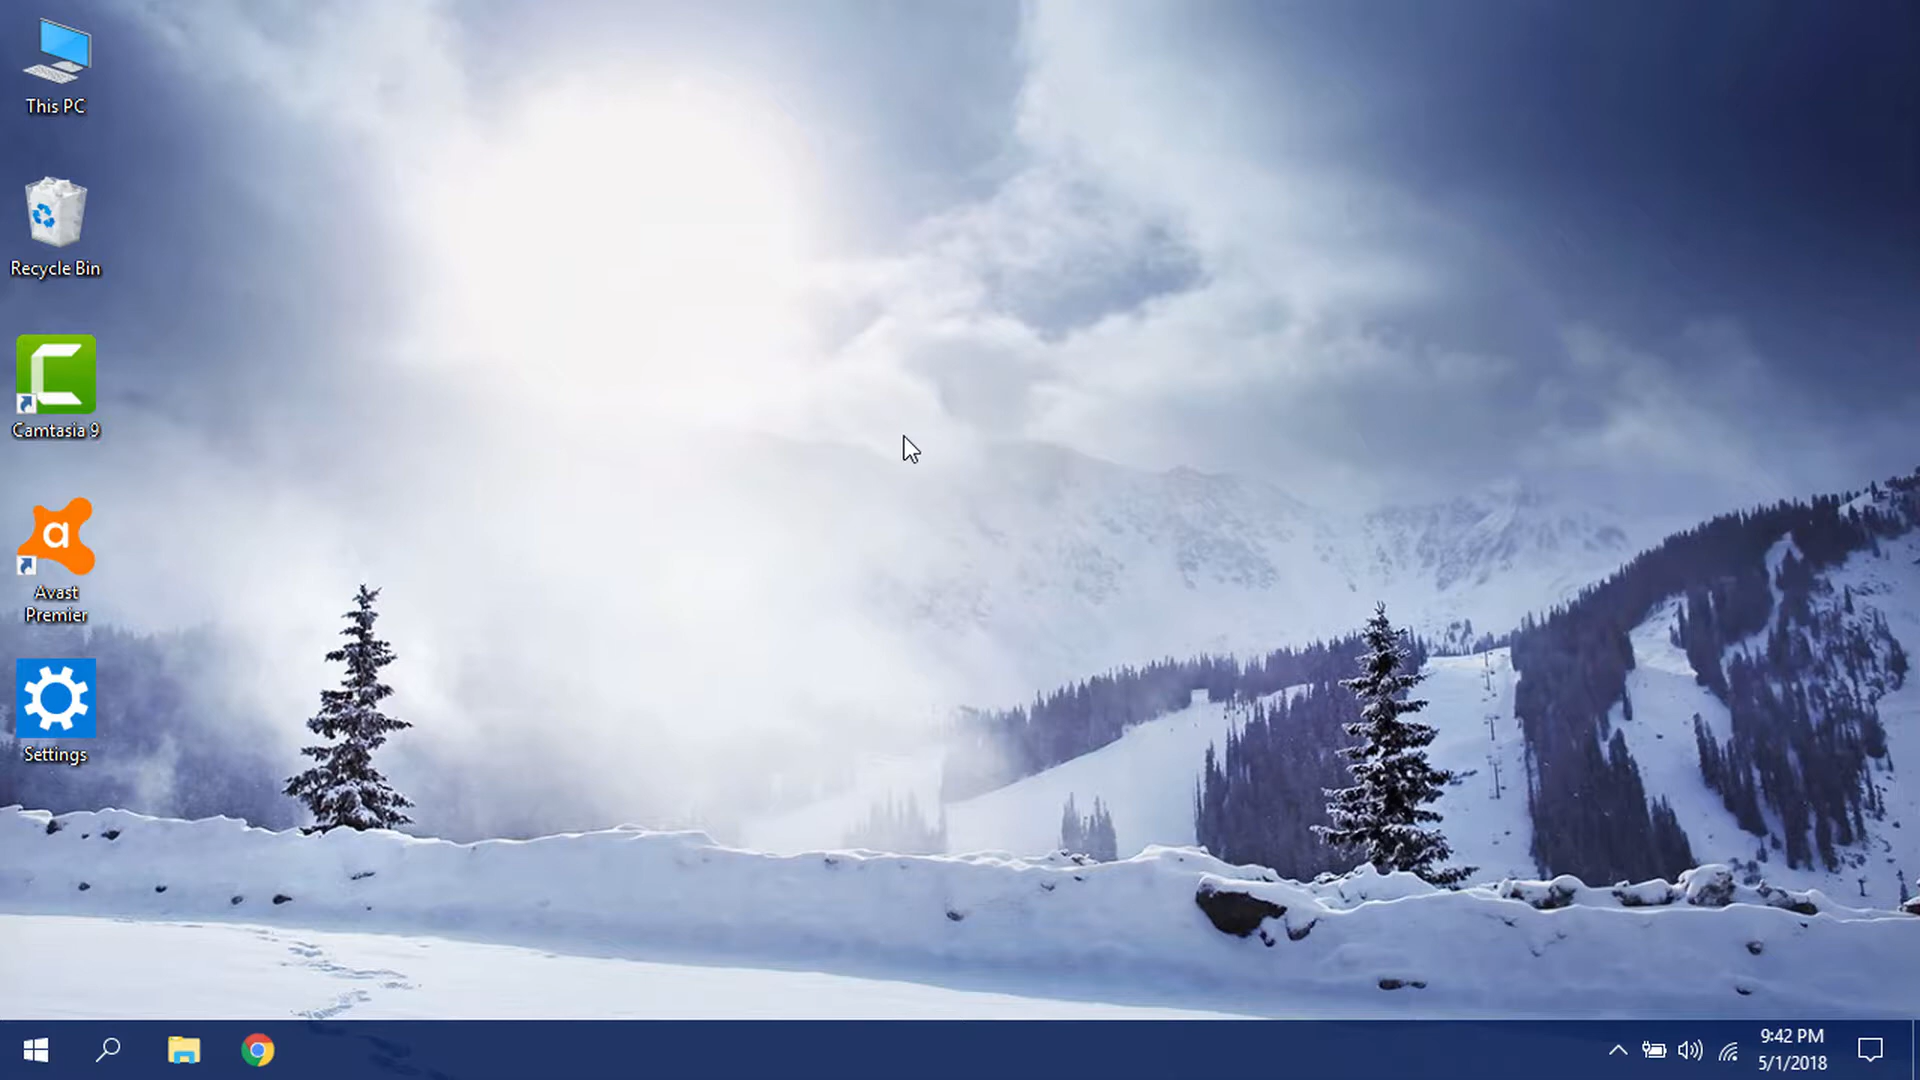 This PC
Recycle Bin
Camtasia 9
Avast
Premier
Settings
9:42 PM
5/1/2018